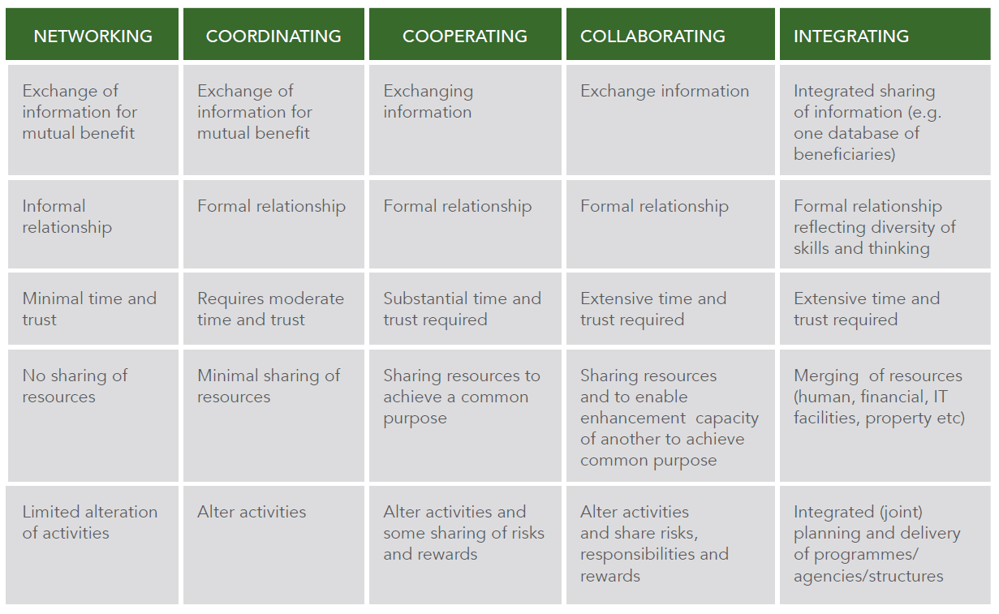 NETWORKING
COORDINATING
COOPERATING
COLLABORATING
INTEGRATING
Exchange of
information for
mutual benefit
Exchange of
information for
mutual benefit
Exchanging
information
Exchange information
Integrated sharing
of information (e.g.
one database of
beneficiaries)
Informal
relationship
Formal relationship
Formal relationship
Formal relationship
Formal relationship
reflecting diversity of
skills and thinking
Minimal time and
trust
Requires moderate
time and trust
Substantial time and
trust required
Extensive time and
trust required
Extensive time and
trust required
No sharing of
resources
Minimal sharing of
resources
Sharing resources to
achieve a common
purpose
Sharing resources
and to enable
enhancement capacity
of another to achieve
common purpose
Merging of resources
(human, financial, IT
facilities, property etc)
Limited alteration
of activities
Alter activities
Alter activities and
some sharing of risks
and rewards
Alter activities
and share risks,
responsibilities and
rewards
Integrated (joint)
planning and delivery
of programmes/
agencies/structures